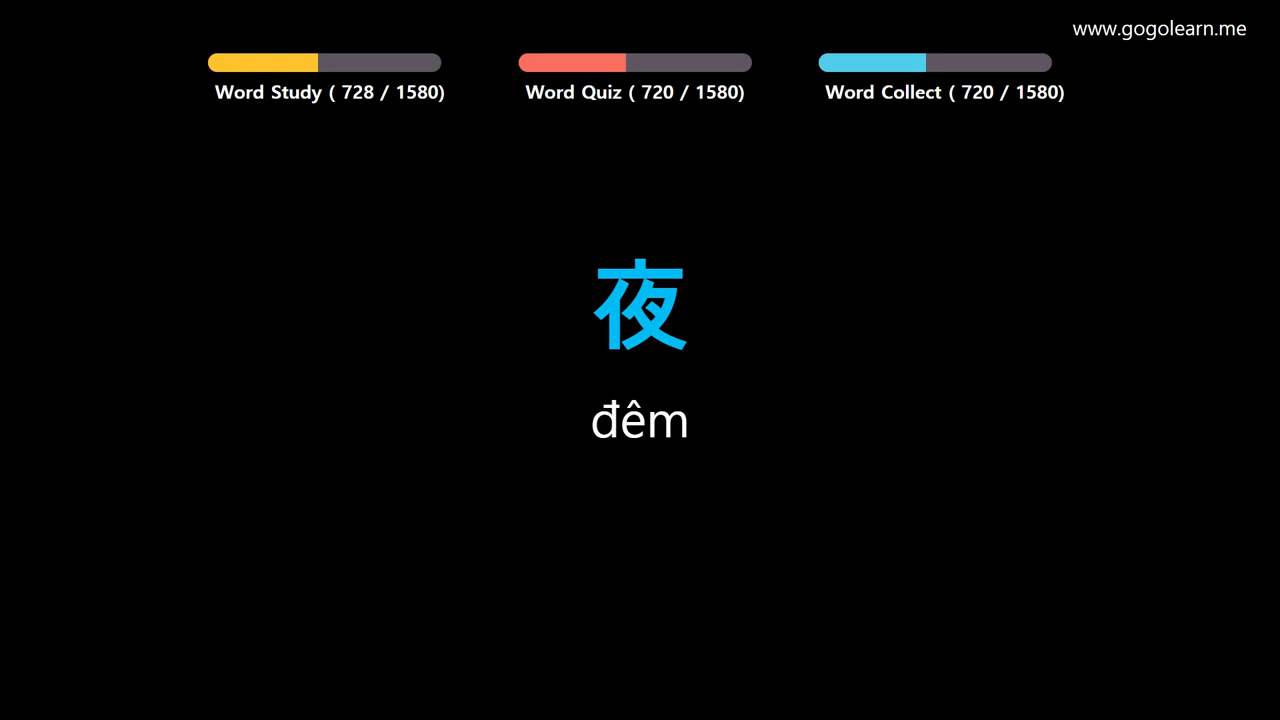 www.gogolearn.me
Word Study ( 728 / 1580)
Word Quiz ( 720 / 1580)
Word Collect ( 720 / 1580)
夜
đêm